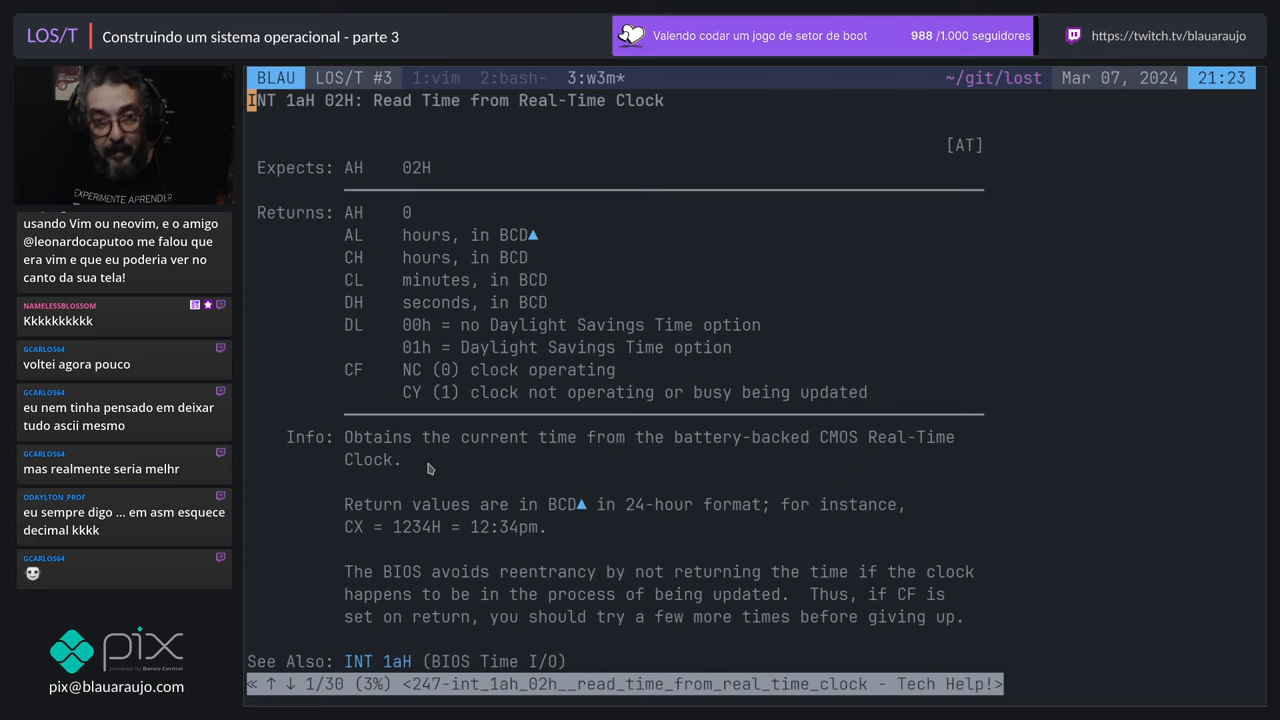 LOS/T
Construindo um sistema operacional - parte 3
Valendo codar um jogo de setor de boot 988 /1.000 seguidores
https://twitch.tv/blauaraujo
EXPERIMENTE APRENDER
usando Vim ou neovim, e o amigo
@leonardocaputoo me falou que
era vim e que eu poderia ver no
canto da sua tela!
NAMELESSBLOSSOM
Kkkkkkkkkk
GCARLOS64
voltei agora pouco
GCARLOS64
eu nem tinha pensado em deixar
tudo ascii mesmo
GCARLOS64
mas realmente seria melhr
ODAYLTON_PROF
eu sempre digo ... em asm esquece
decimal kkkk
GCARLOS64
pix
powered by Banco Central
pix@blauaraujo.com
BLAU LOS/T #3 1:vim 2:bash- 3:w3m* ~/git/lost Mar 07, 2024 21:23
INT 1aH 02H: Read Time from Real-Time Clock
[AT]
Expects: AH 02H
Returns: AH 0
AL hours, in BCD▲
CH hours, in BCD
CL minutes, in BCD
DH seconds, in BCD
DL 00h = no Daylight Savings Time option
01h = Daylight Savings Time option
CF NC (0) clock operating
CY (1) clock not operating or busy being updated
Info: Obtains the current time from the battery-backed CMOS Real-Time
Clock.
Return values are in BCD▲ in 24-hour format; for instance,
CX = 1234H = 12:34pm.
The BIOS avoids reentrancy by not returning the time if the clock
happens to be in the process of being updated. Thus, if CF is
set on return, you should try a few more times before giving up.
See Also: INT 1aH (BIOS Time I/O)
« ↑ ↓ 1/30 (3%) <247-int_1ah_02h__read_time_from_real_time_clock - Tech Help!>